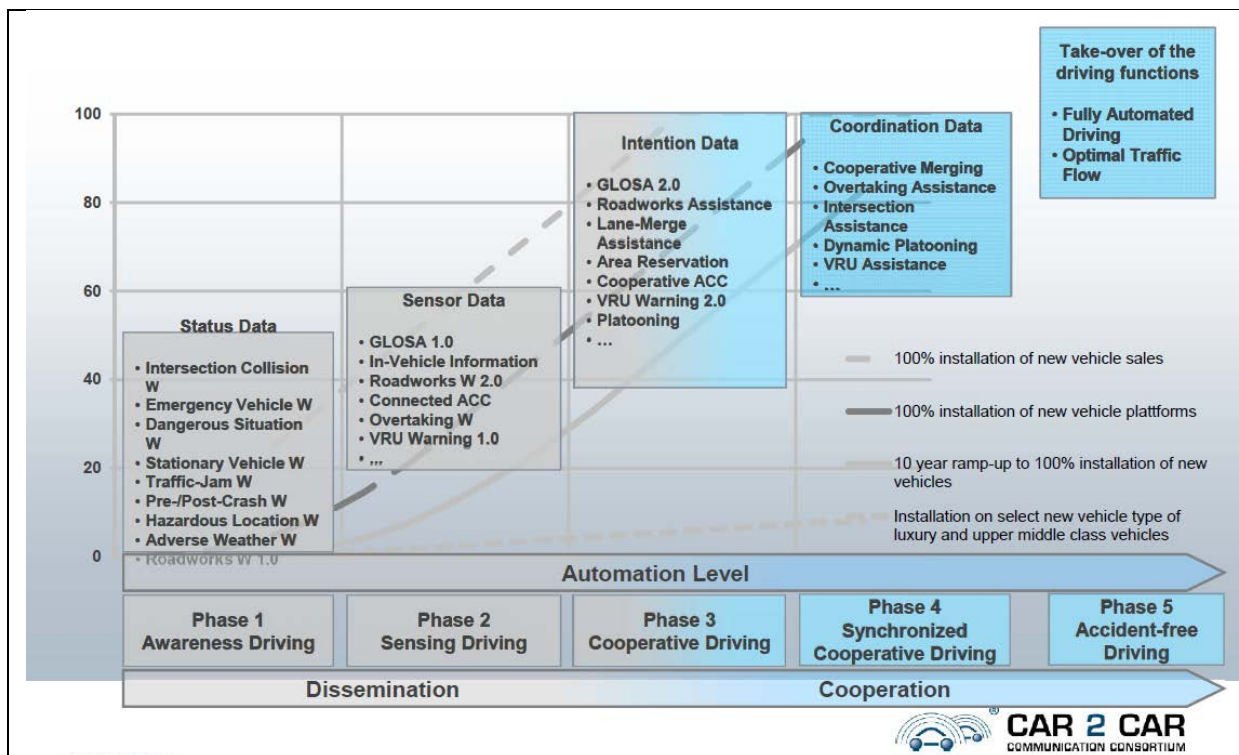 Take-over of the
driving functions
• Fully Automated
Driving
• Optimal Traffic
Flow
100
80
60
40
20
0
Status Data
• Intersection Collision
W
• Emergency Vehicle W
• Dangerous Situation
W
• Stationary Vehicle W
• Traffic-Jam W
• Pre-/Post-Crash W
• Hazardous Location W
• Adverse Weather W
• Roadworks W 1.0
Sensor Data
• GLOSA 1.0
• In-Vehicle Information
• Roadworks W 2.0
• Connected ACC
• Overtaking W
• VRU Warning 1.0
• ...
Intention Data
• GLOSA 2.0
• Roadworks Assistance
• Lane-Merge
Assistance
• Area Reservation
• Cooperative ACC
• VRU Warning 2.0
• Platooning
• ...
Coordination Data
• Cooperative Merging
• Overtaking Assistance
• Intersection
Assistance
• Dynamic Platooning
• VRU Assistance
• ...
100% installation of new vehicle sales
100% installation of new vehicle plattforms
10 year ramp-up to 100% installation of new
vehicles
Installation on select new vehicle type of
luxury and upper middle class vehicles
Automation Level
Phase 1
Awareness Driving
Phase 2
Sensing Driving
Phase 3
Cooperative Driving
Phase 4
Synchronized
Cooperative Driving
Phase 5
Accident-free
Driving
Dissemination
Cooperation
®
CAR 2 CAR
COMMUNICATION CONSORTIUM